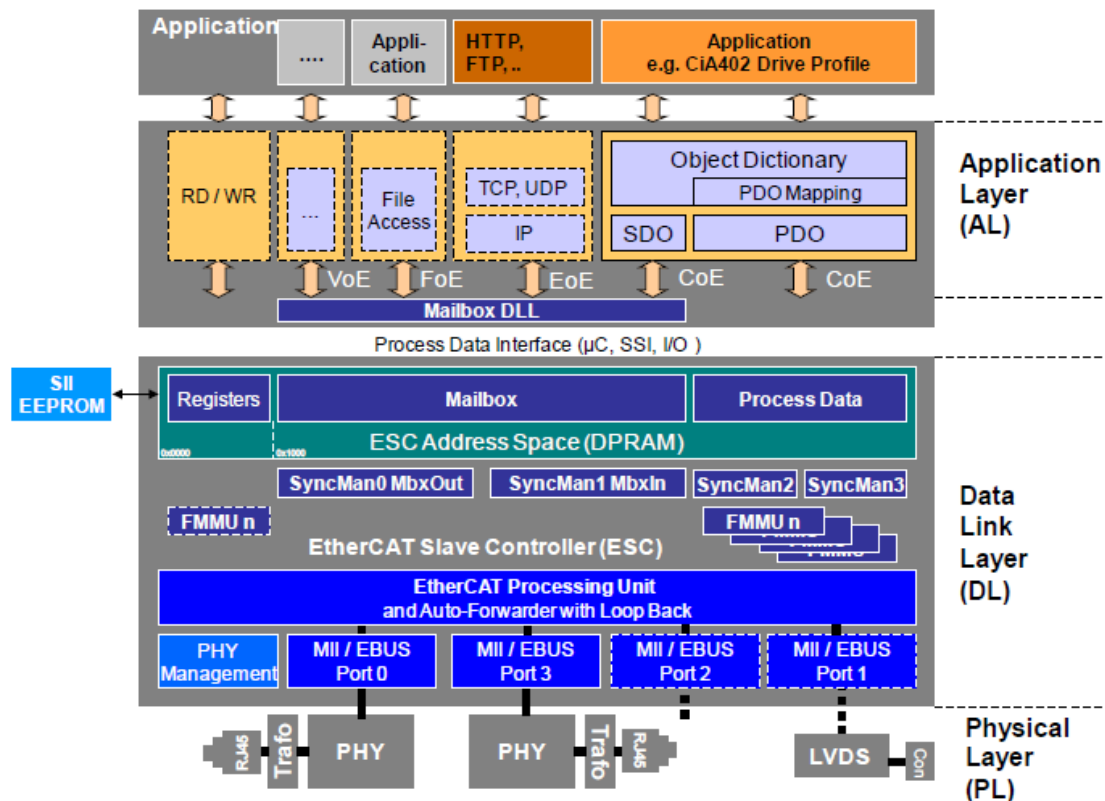 Application
....
Appli-
cation
HTTP,
FTP, ..
Application
e.g. CiA402 Drive Profile
RD / WR
...
File
Access
TCP, UDP
IP
Object Dictionary
PDO Mapping
SDO
PDO
Application
Layer
(AL)
VoE
FoE
EoE
CoE
CoE
Mailbox DLL
Process Data Interface (µC, SSI, I/O )
SII
EEPROM
Registers
Mailbox
Process Data
ESC Address Space (DPRAM)
0x0000
0x1000
SyncMan0 MbxOut
SyncMan1 MbxIn
SyncMan2
SyncMan3
FMMU n
FMMU n
EtherCAT Slave Controller (ESC)
Data
Link
Layer
(DL)
EtherCAT Processing Unit
and Auto-Forwarder with Loop Back
PHY
Management
MII / EBUS
Port 0
MII / EBUS
Port 3
MII / EBUS
Port 2
MII / EBUS
Port 1
RJ45
Trafo
PHY
PHY
Trafo
RJ45
LVDS
Con
Physical
Layer
(PL)